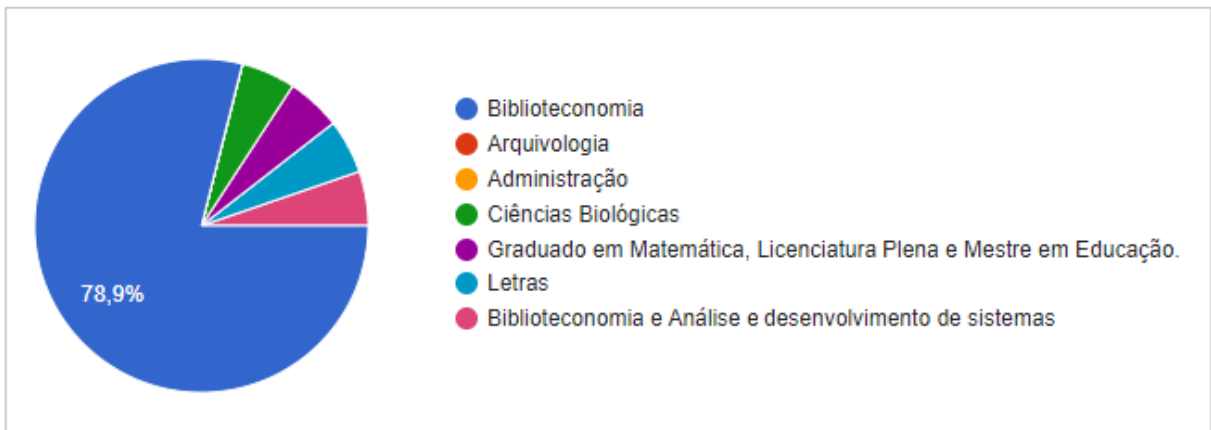 78,9%
Biblioteconomia
Arquivologia
Administração
Ciências Biológicas
Graduado em Matemática, Licenciatura Plena e Mestre em Educação.
Letras
Biblioteconomia e Análise e desenvolvimento de sistemas